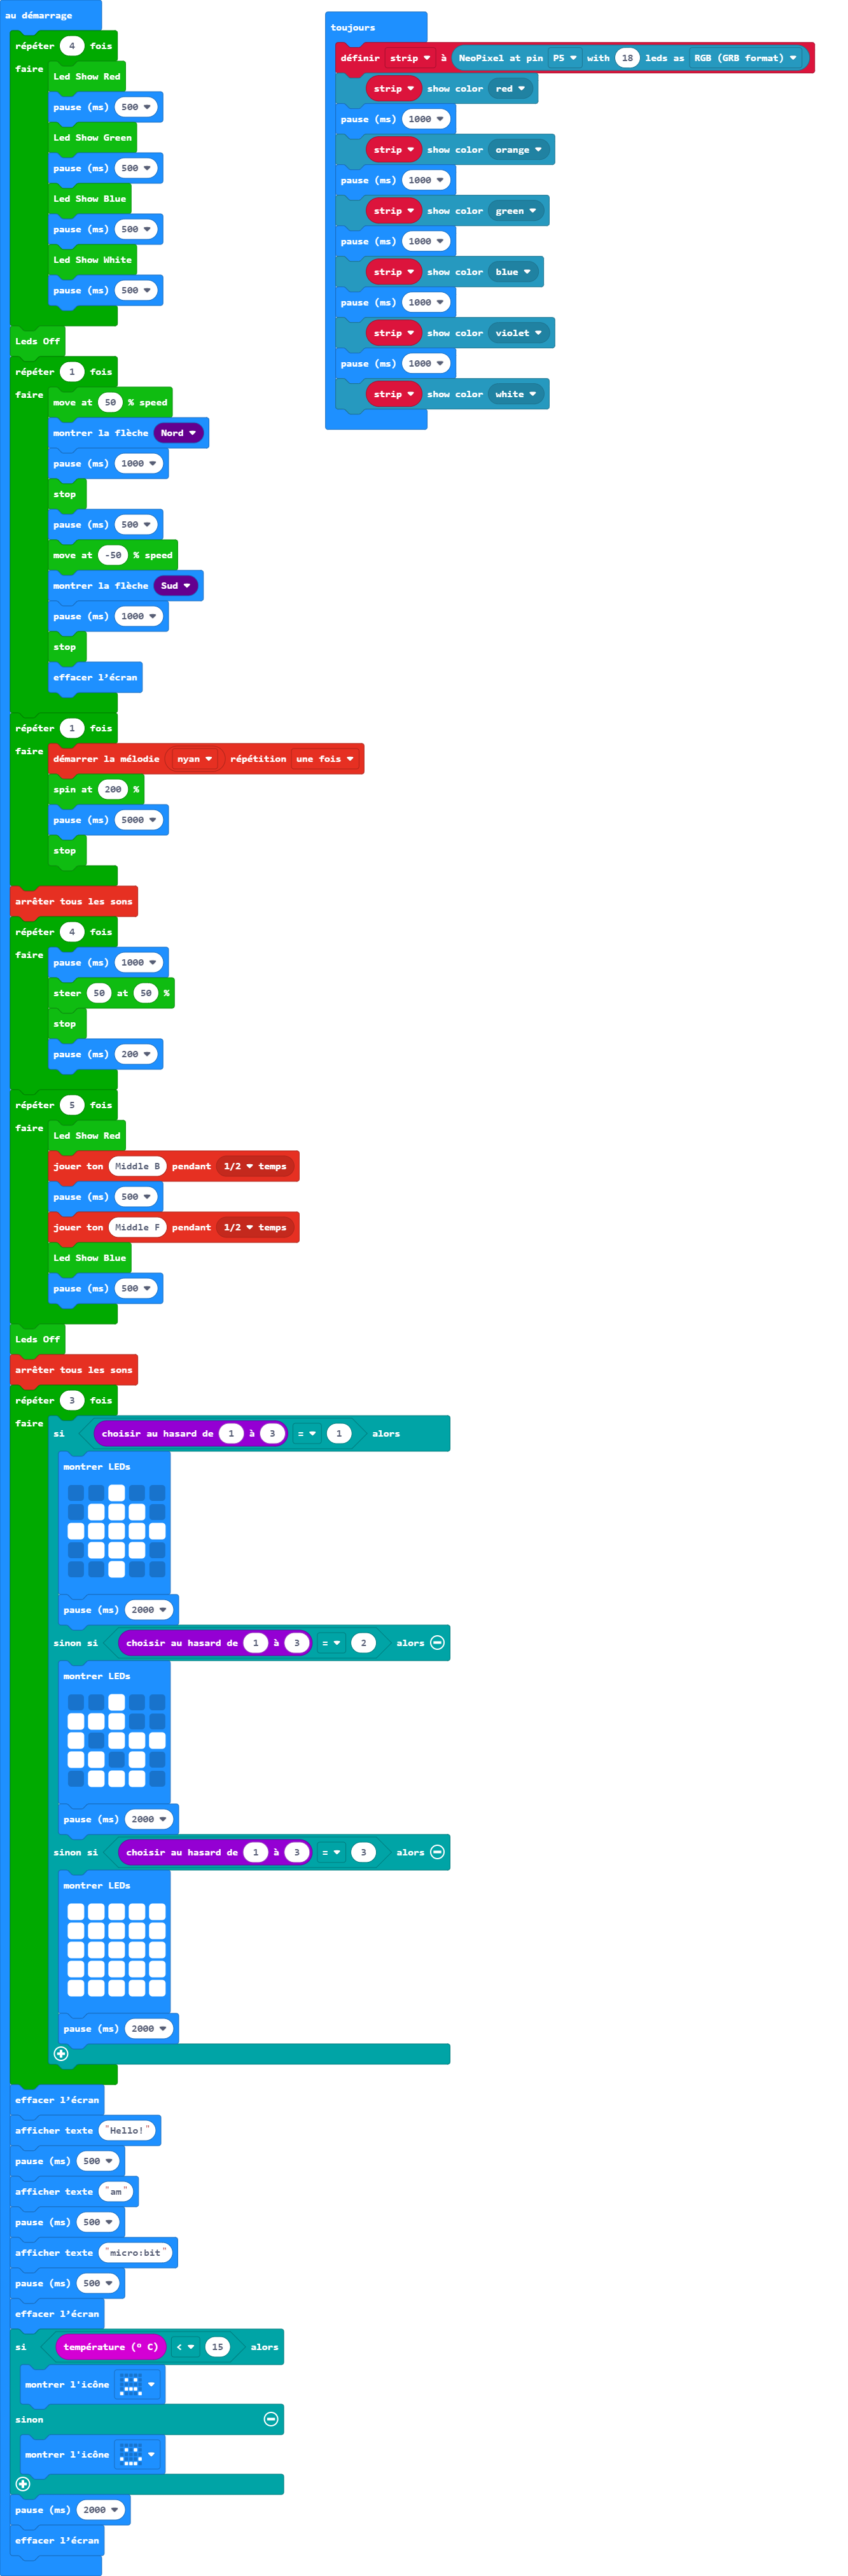 au démarrage
répéter 4 fois
faire
Led Show Red
pause (ms) 500
Led Show Green
pause (ms) 500
Led Show Blue
pause (ms) 500
Led Show White
pause (ms) 500
Leds Off
répéter 1 fois
faire
move at 50 % speed
montrer la flèche Nord
pause (ms) 1000
stop
pause (ms) 500
move at -50 % speed
montrer la flèche Sud
pause (ms) 1000
stop
effacer l'écran
répéter 1 fois
faire
démarrer la mélodie nyan répétition une fois
spin at 200 %
pause (ms) 5000
stop
arrêter tous les sons
répéter 4 fois
faire
pause (ms) 1000
steer 50 at 50 %
stop
pause (ms) 200
répéter 5 fois
faire
Led Show Red
jouer ton Middle B pendant 1/2 temps
pause (ms) 500
jouer ton Middle F pendant 1/2 temps
Led Show Blue
pause (ms) 500
Leds Off
arrêter tous les sons
répéter 3 fois
faire
si choisir au hasard de 1 à 3 = 1 alors
montrer LEDs
pause (ms) 2000
sinon si choisir au hasard de 1 à 3 = 2 alors
montrer LEDs
pause (ms) 2000
sinon si choisir au hasard de 1 à 3 = 3 alors
montrer LEDs
pause (ms) 2000
effacer l'écran
afficher texte "Hello!"
pause (ms) 500
afficher texte "am"
pause (ms) 500
afficher texte "micro:bit"
pause (ms) 500
effacer l'écran
si température (° C) < 15 alors
montrer l'icône
sinon
montrer l'icône
pause (ms) 2000
effacer l'écran
toujours
définir strip à NeoPixel at pin P5 with 18 leds as RGB (GRB format)
strip show color red
pause (ms) 1000
strip show color orange
pause (ms) 1000
strip show color green
pause (ms) 1000
strip show color blue
pause (ms) 1000
strip show color violet
pause (ms) 1000
strip show color white